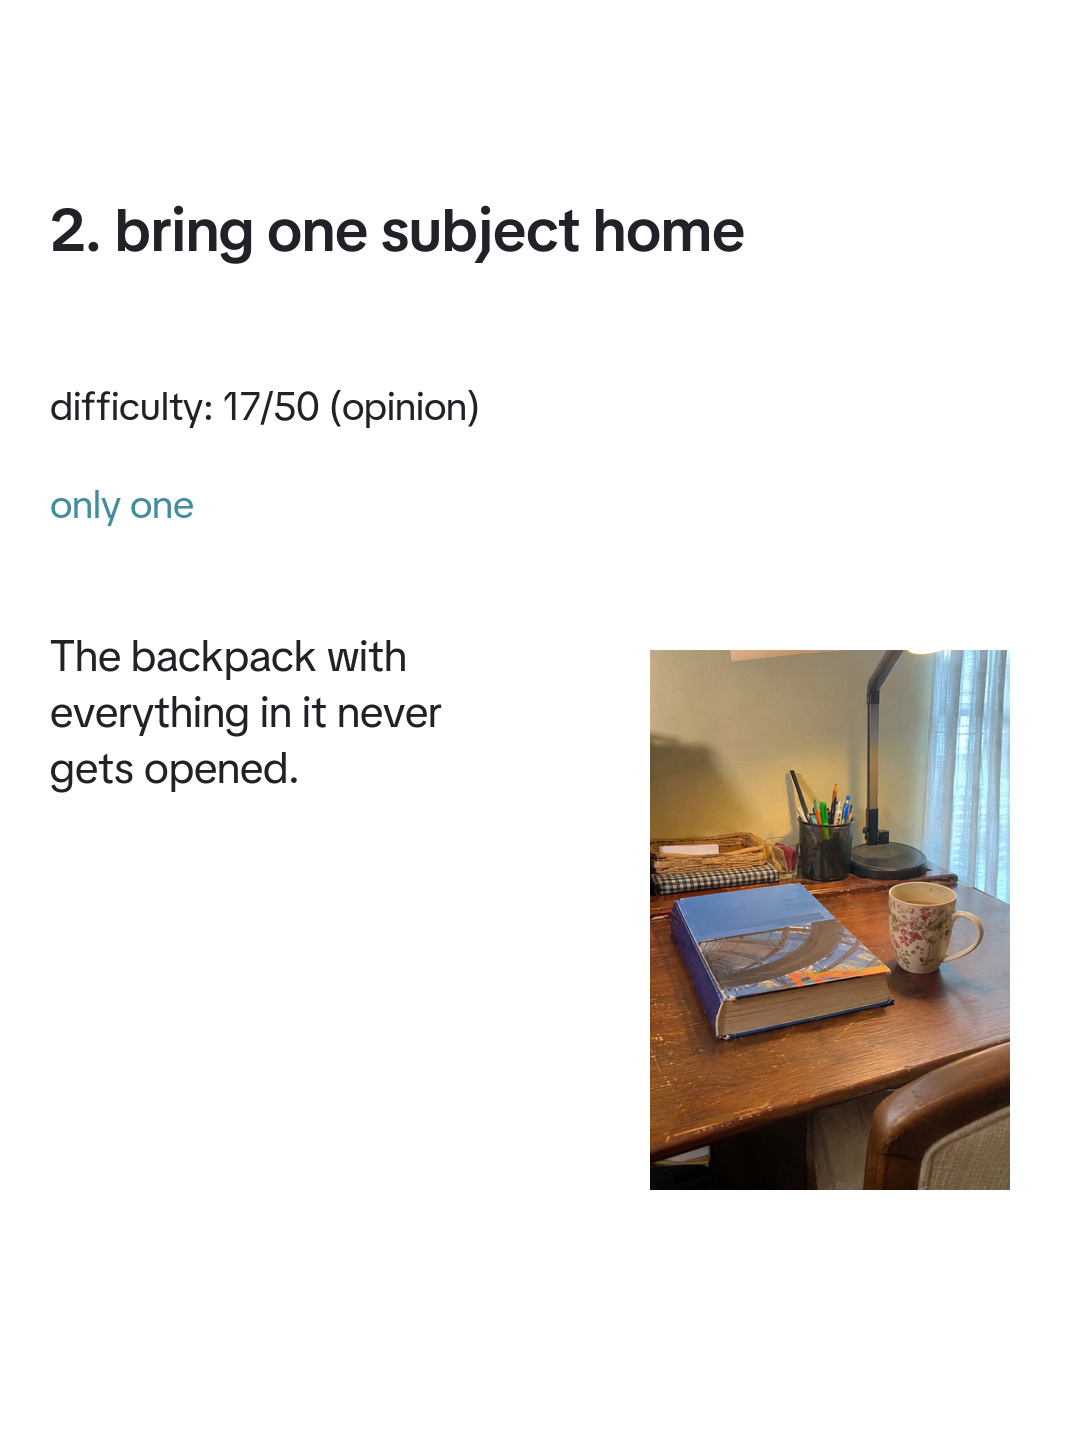 2. bring one subject home
difficulty: 17/50 (opinion)
only one
The backpack with
everything in it never
gets opened.